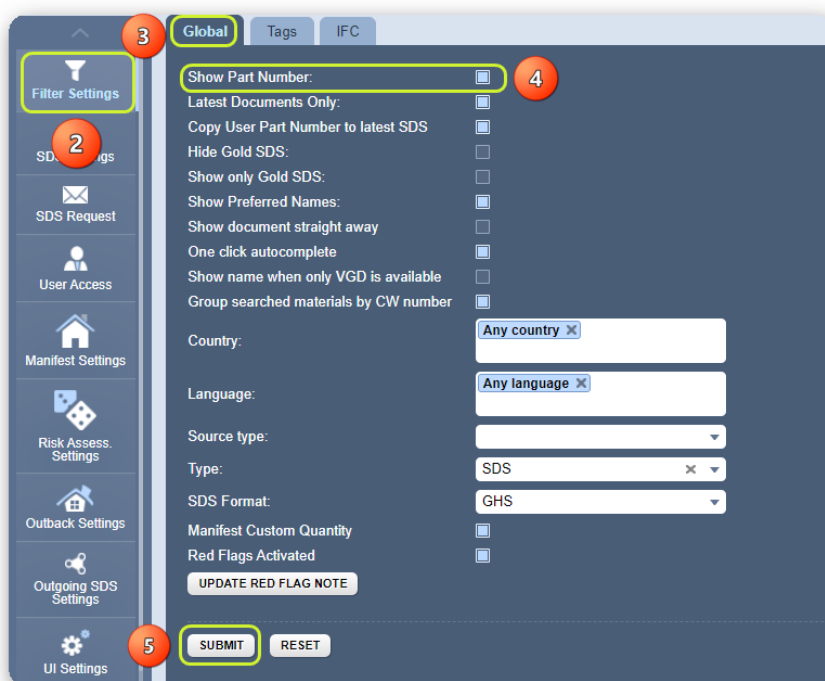 3
Global
Tags
IFC
Filter Settings
2
SDS
gs
SDS Request
User Access
Manifest Settings
Risk Assess.
Settings
Outback Settings
Outgoing SDS
Settings
UI Settings
Show Part Number:
4
Latest Documents Only:
Copy User Part Number to latest SDS
Hide Gold SDS:
Show only Gold SDS:
Show Preferred Names:
Show document straight away
One click autocomplete
Show name when only VGD is available
Group searched materials by CW number
Country:
Any country
Language:
Any language
Source type:
Type:
SDS
SDS Format:
GHS
Manifest Custom Quantity
Red Flags Activated
UPDATE RED FLAG NOTE
5
SUBMIT
RESET